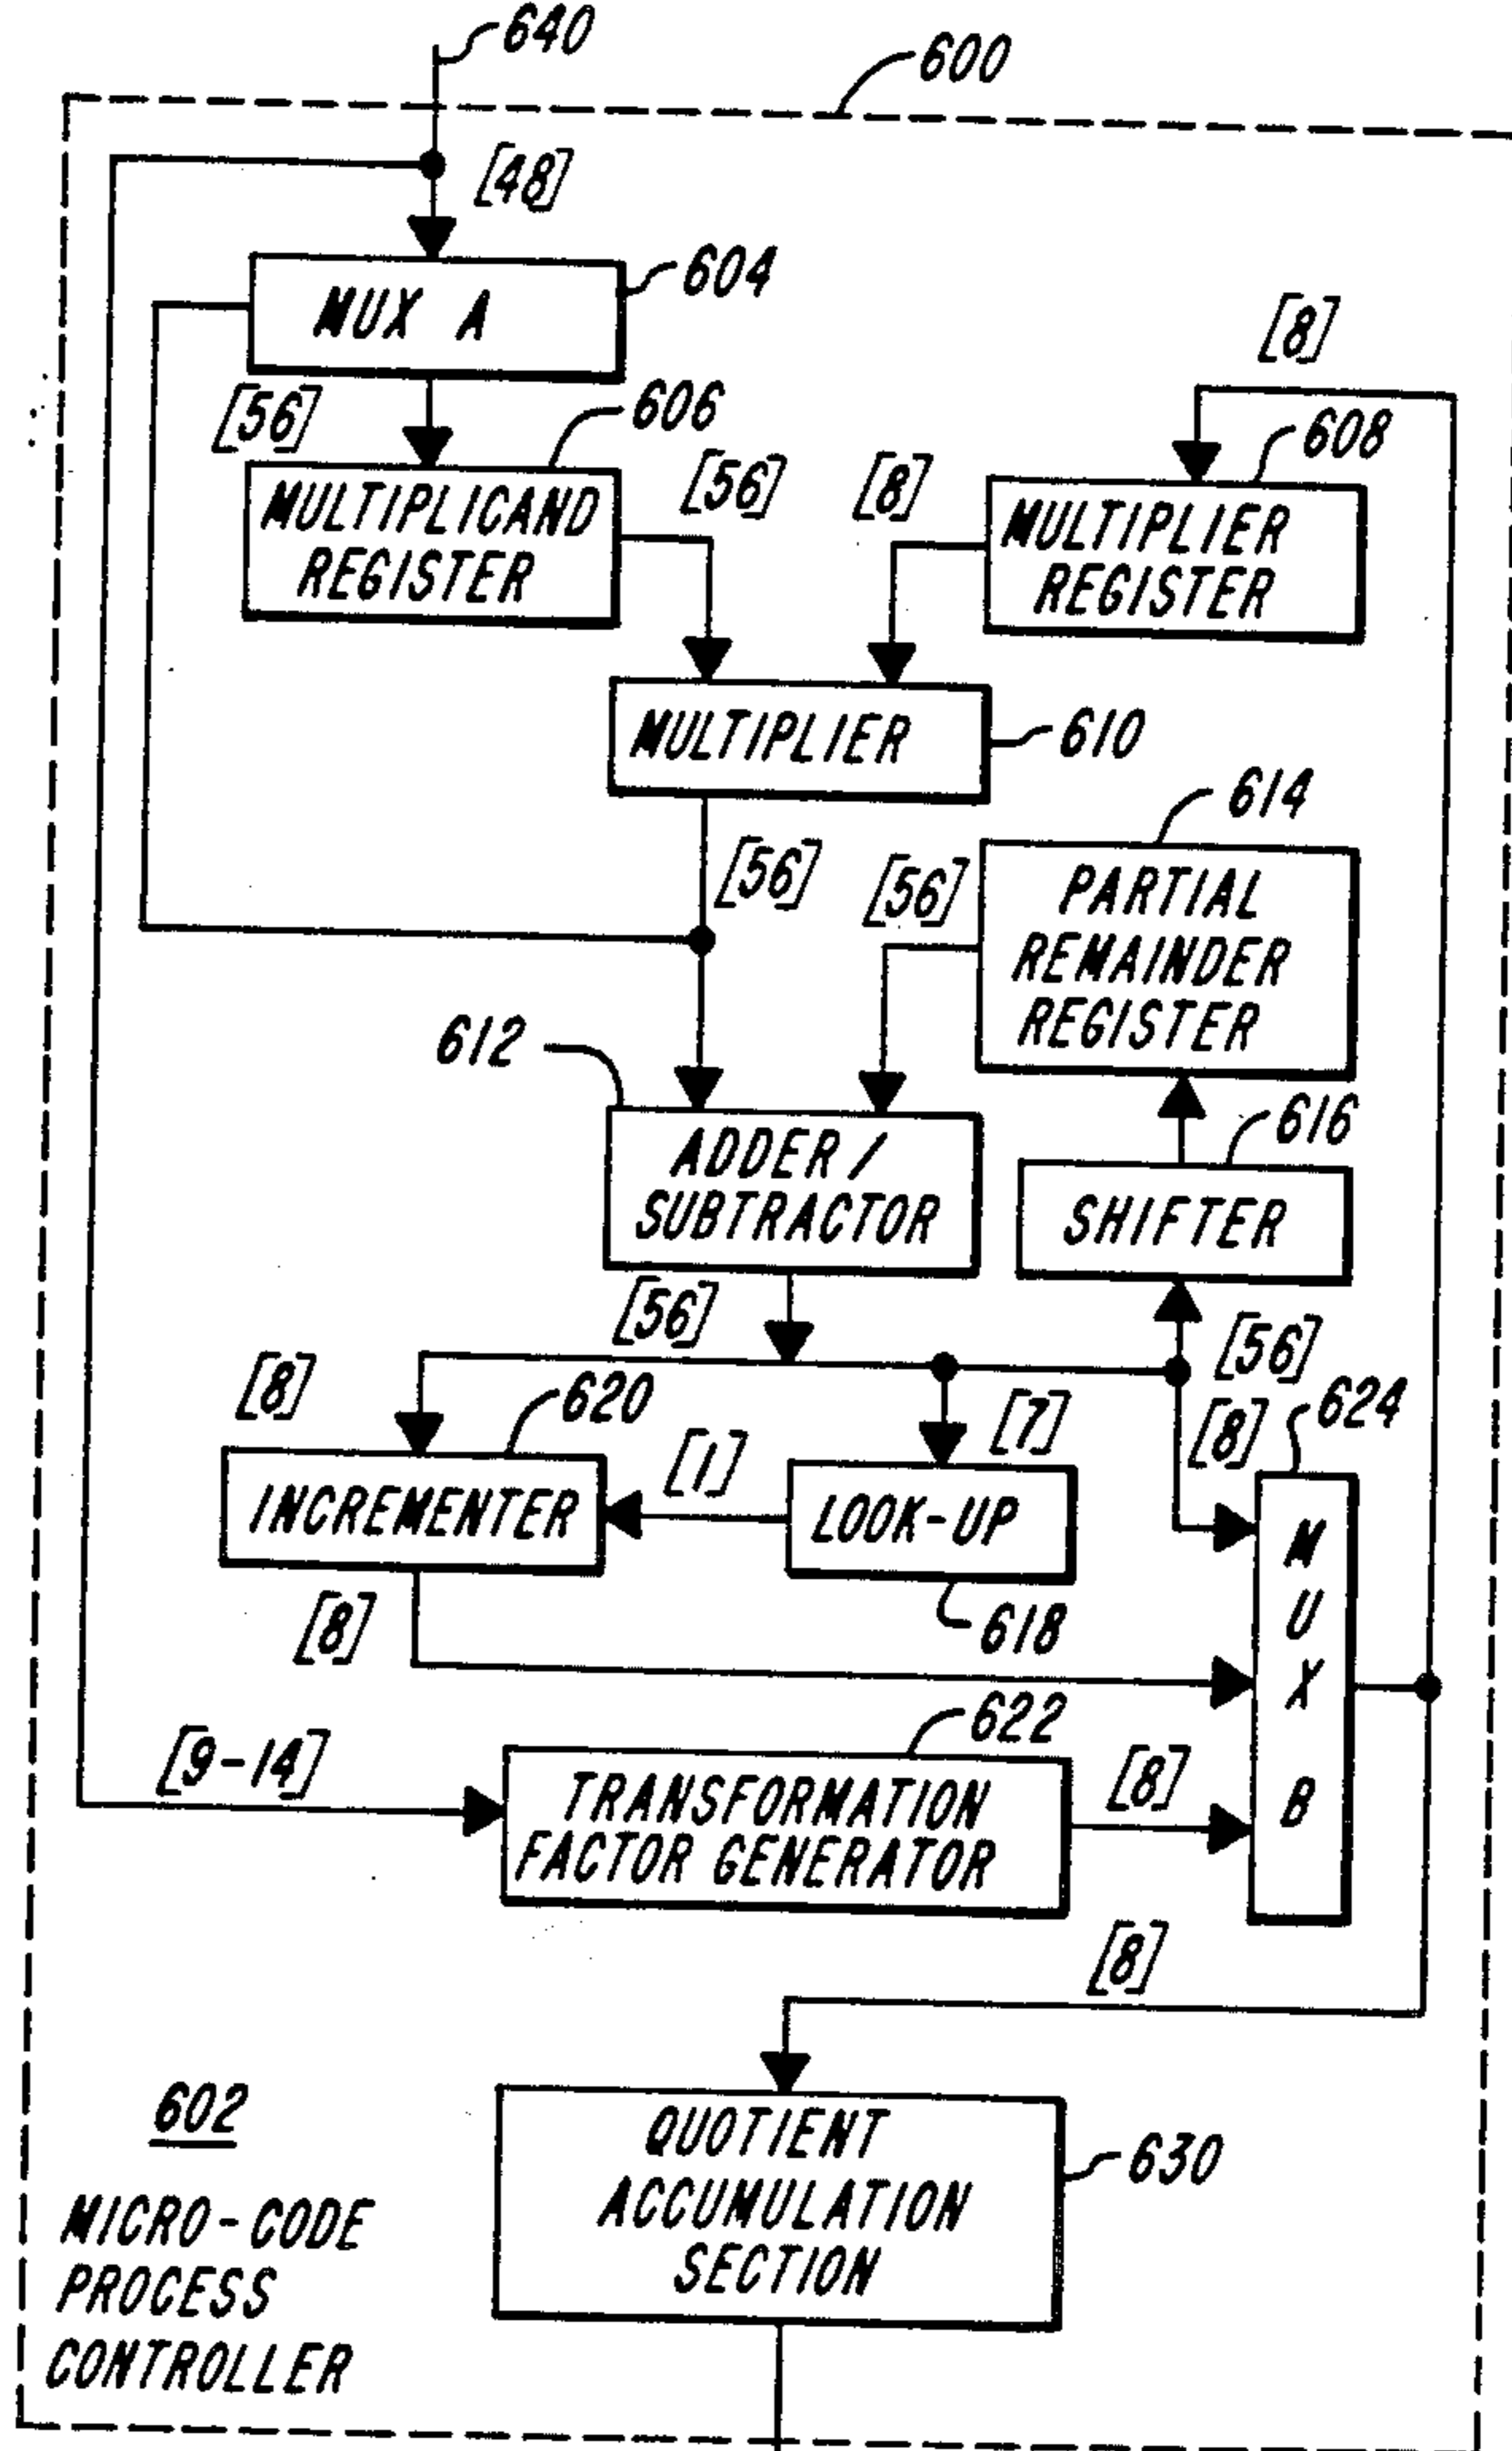 640
600
[48]
MUX A
604
[8]
[56]
606
[56]
[8]
608
MULTIPLICAND
REGISTER
MULTIPLIER
REGISTER
MULTIPLIER
610
614
[56]
[56]
PARTIAL
REMAINDER
REGISTER
612
616
ADDER /
SUBTRACTOR
SHIFTER
[56]
[56]
[8]
620
[7]
[8]
624
[1]
INCREMENTER
LOOK-UP
MUX B
[8]
618
622
[9-14]
TRANSFORMATION
FACTOR GENERATOR
[8]
[8]
602
QUOTIENT
ACCUMULATION
SECTION
630
MICRO-CODE
PROCESS
CONTROLLER